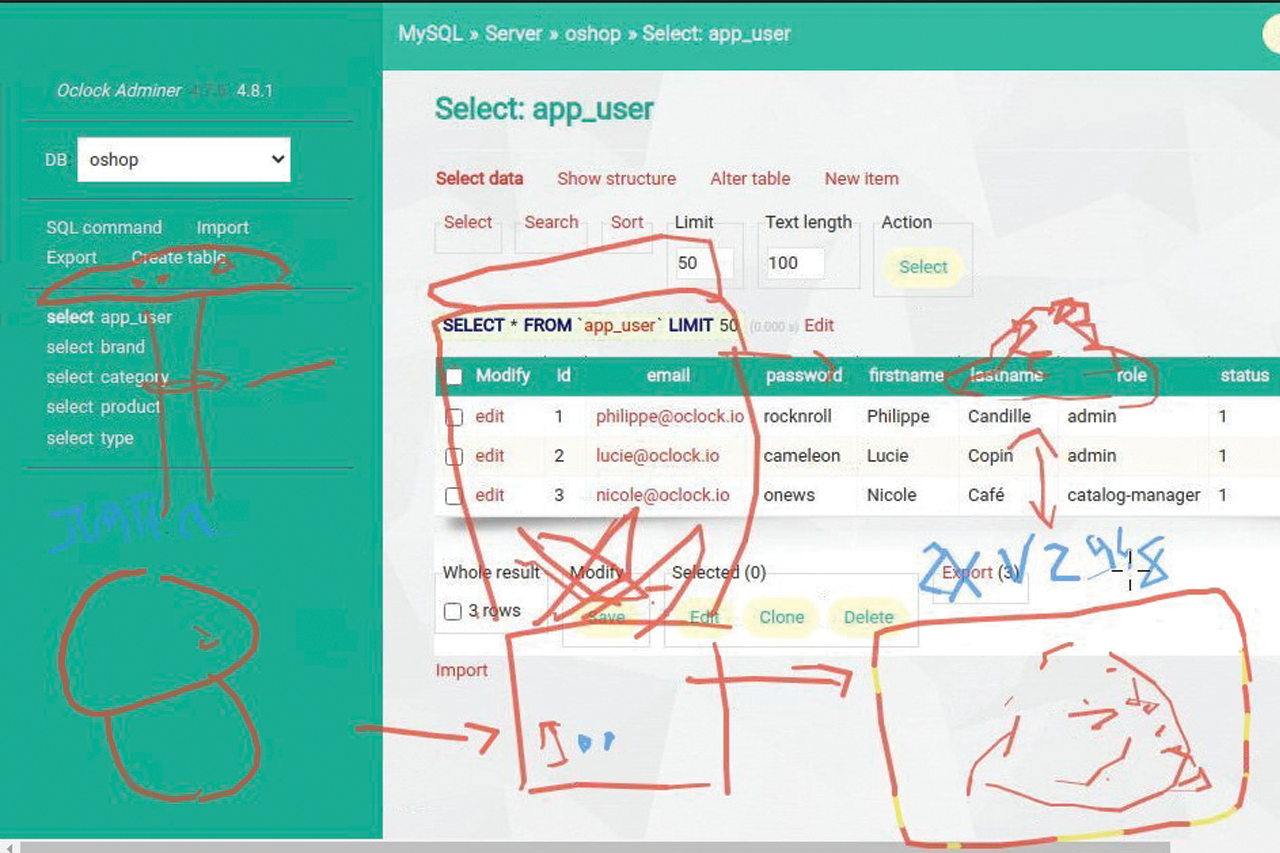 MySQL » Server » oshop » Select: app_user
Oclock Adminer 4.7.6 4.8.1
DB oshop
SQL command Import
Export Create table
select app_user
select brand
select category
select product
select type
Select: app_user
Select data Show structure Alter table New item
Select Search Sort Limit Text length Action
50 100 Select
SELECT * FROM `app_user` LIMIT 50 (0.000 s) Edit
Modify id email password firstname lastname role status
edit 1 philippe@oclock.io rocknroll Philippe Candille admin 1
edit 2 lucie@oclock.io cameleon Lucie Copin admin 1
edit 3 nicole@oclock.io onews Nicole Café catalog-manager 1
Whole result Modify Selected (0) Export (3)
3 rows Save Edit Clone Delete
Import